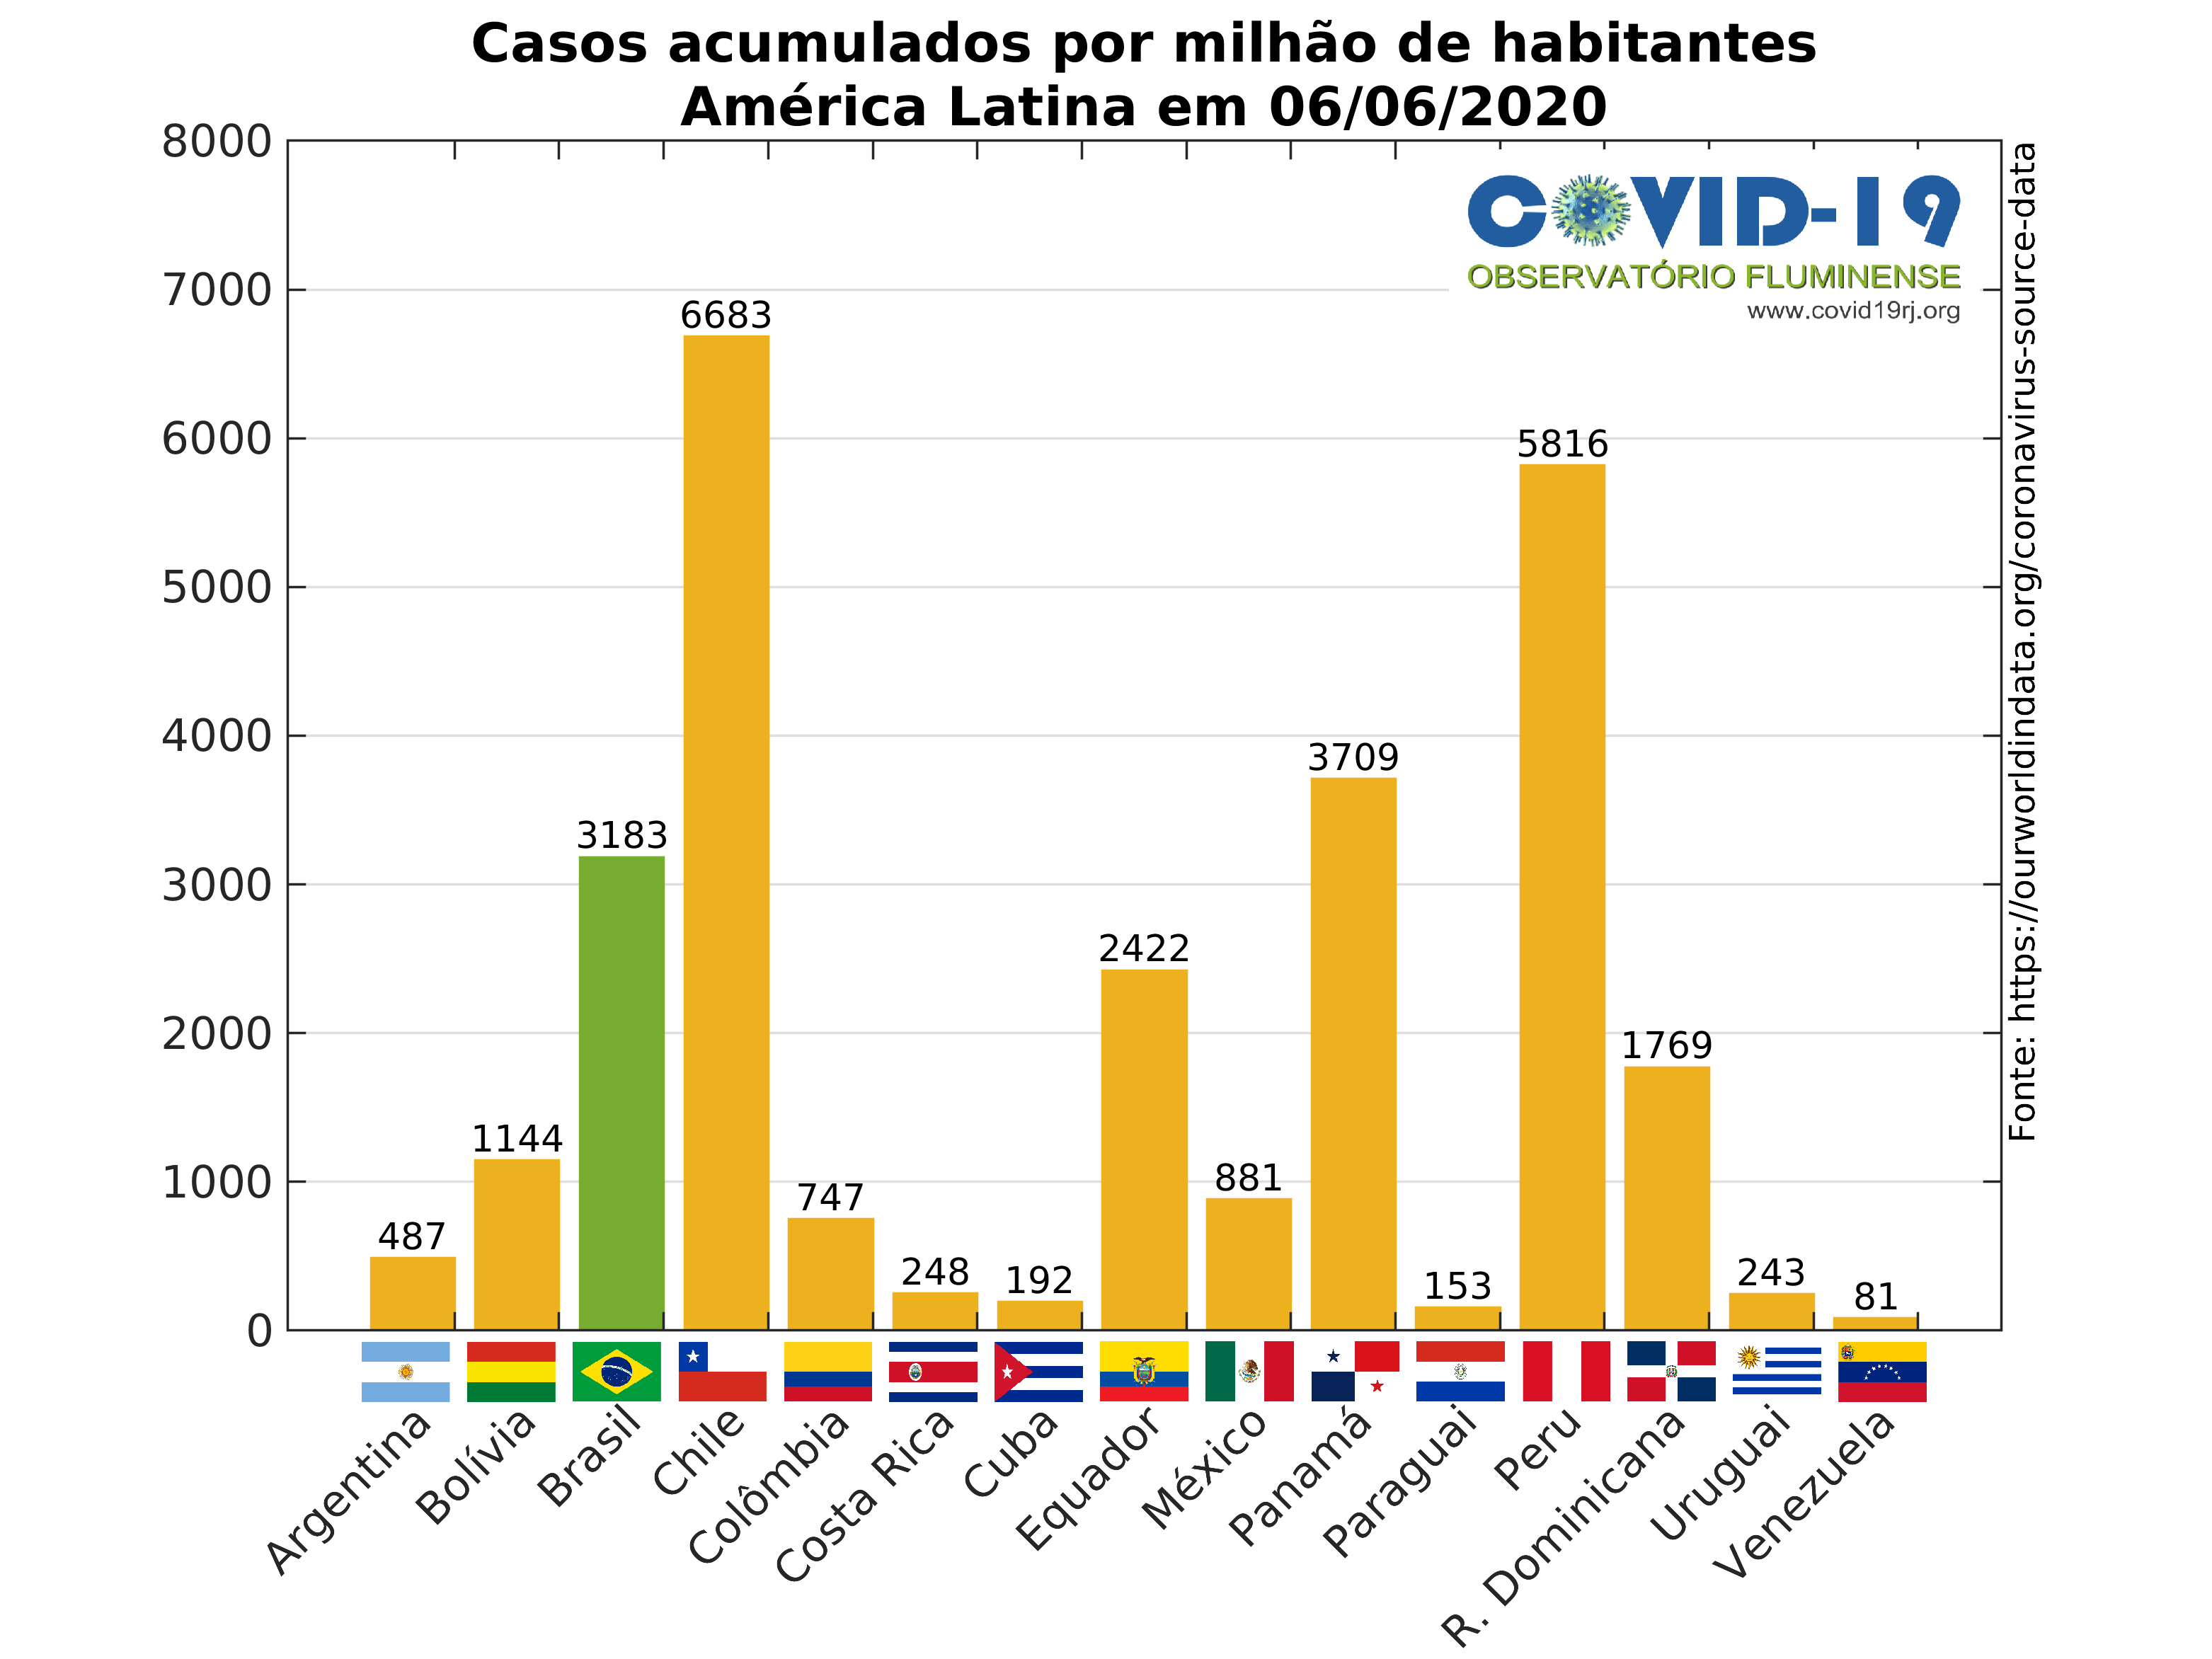 Casos acumulados por milhão de habitantes
América Latina em 06/06/2020
8000
7000
6000
5000
4000
3000
2000
1000
0
COVID-19
OBSERVATÓRIO FLUMINENSE
www.covid19rj.org
Fonte: https://ourworldindata.org/coronavirus-source-data
487
1144
3183
6683
747
248
192
2422
881
3709
153
5816
1769
243
81
Argentina
Bolívia
Brasil
Chile
Colômbia
Costa Rica
Cuba
Equador
México
Panamá
Paraguai
Peru
R. Dominicana
Uruguai
Venezuela